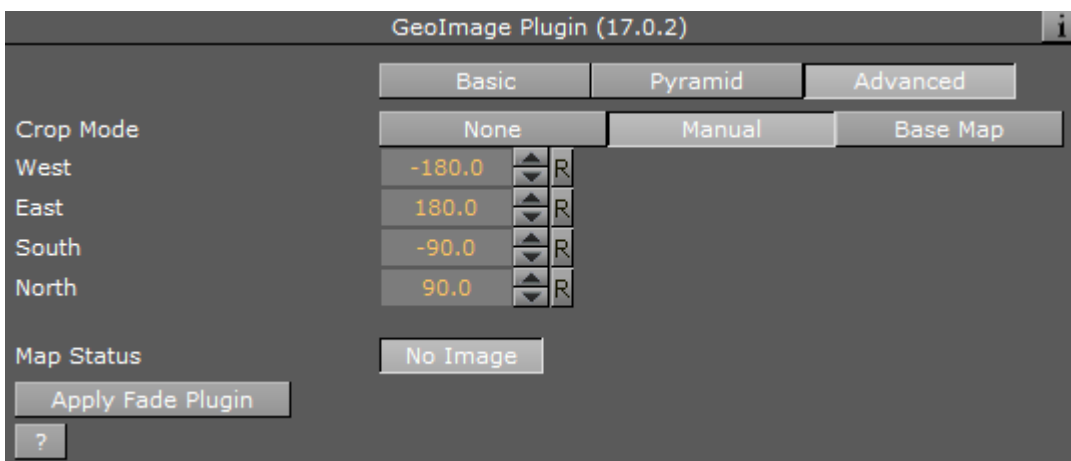 GeoImage Plugin (17.0.2) i
Basic Pyramid Advanced
Crop Mode None Manual Base Map
West -180.0 R
East 180.0 R
South -90.0 R
North 90.0 R
Map Status No Image
Apply Fade Plugin
?